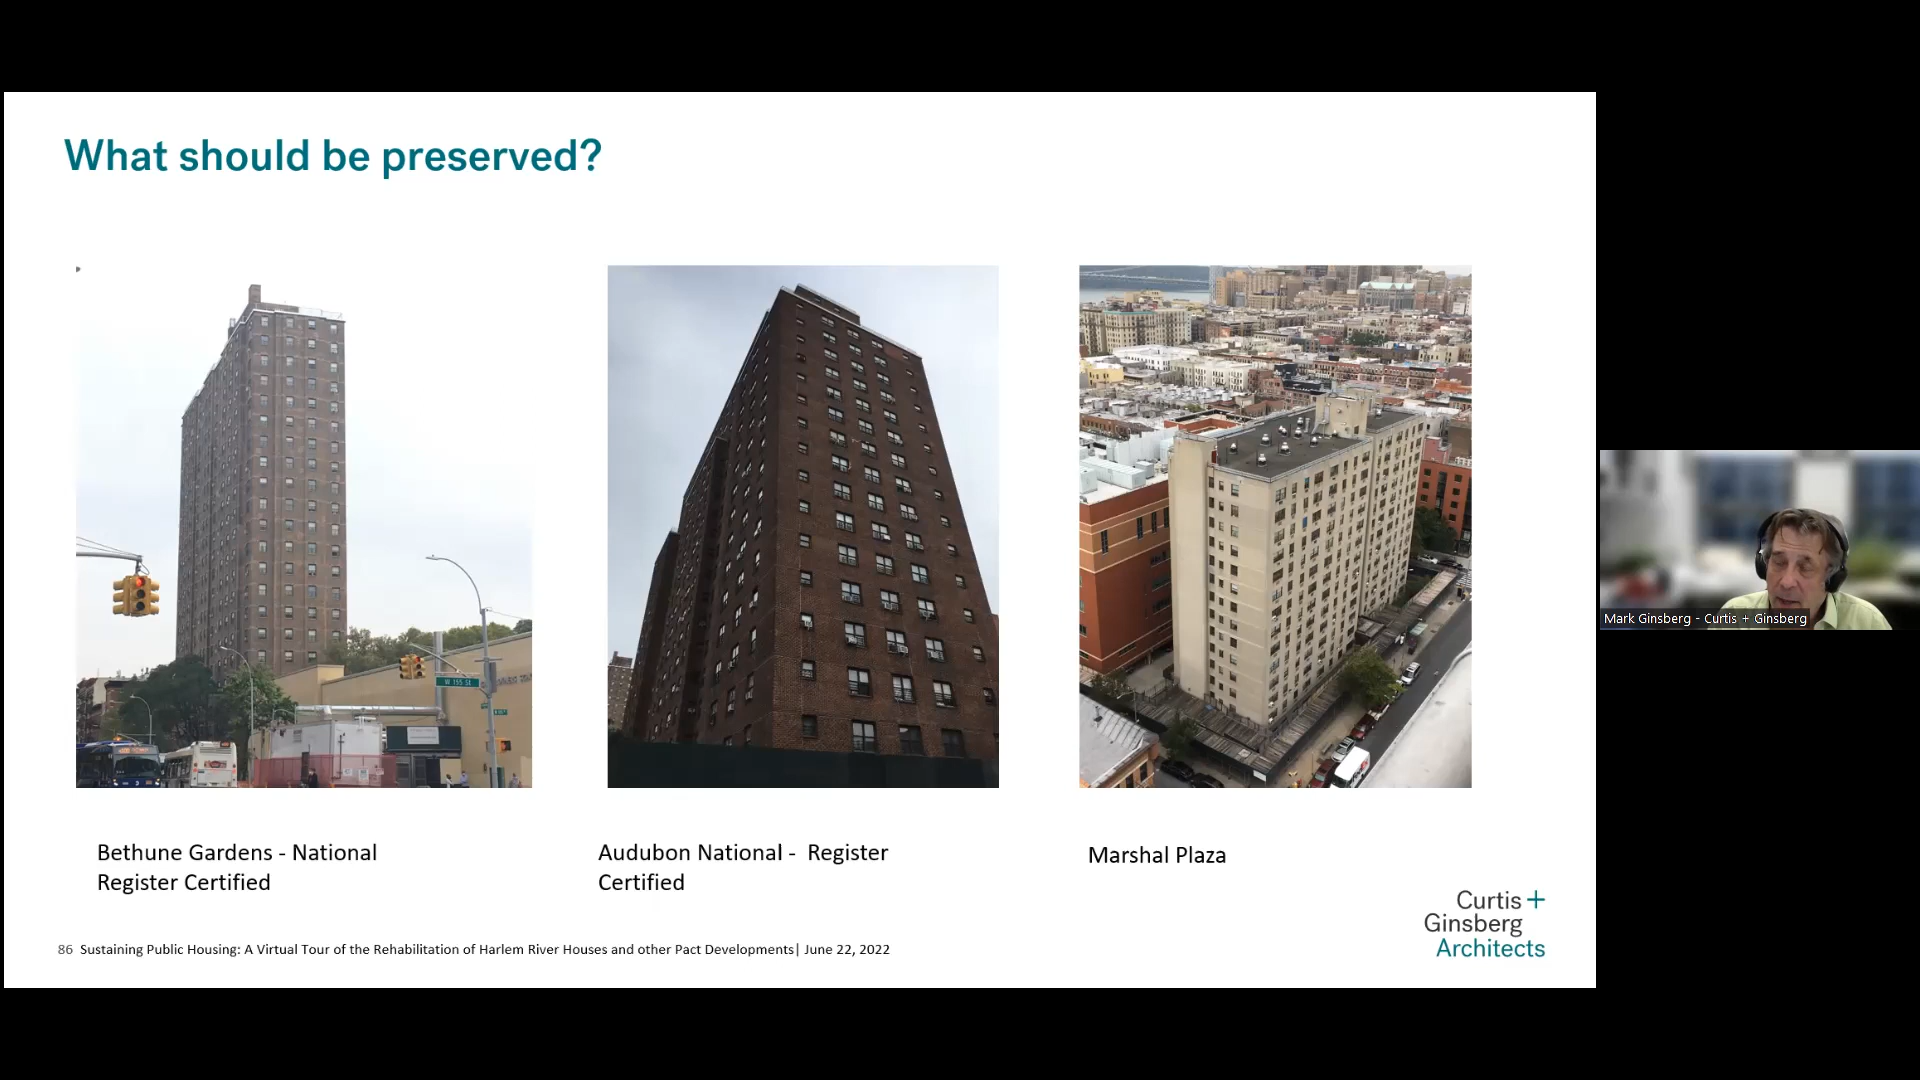 What should be preserved?
W 155 ST
Bethune Gardens - National
Register Certified
Audubon National -  Register
Certified
Marshal Plaza
Curtis +
Ginsberg
Architects
86 Sustaining Public Housing: A Virtual Tour of the Rehabilitation of Harlem River Houses and other Pact Developments| June 22, 2022
Mark Ginsberg - Curtis + Ginsberg